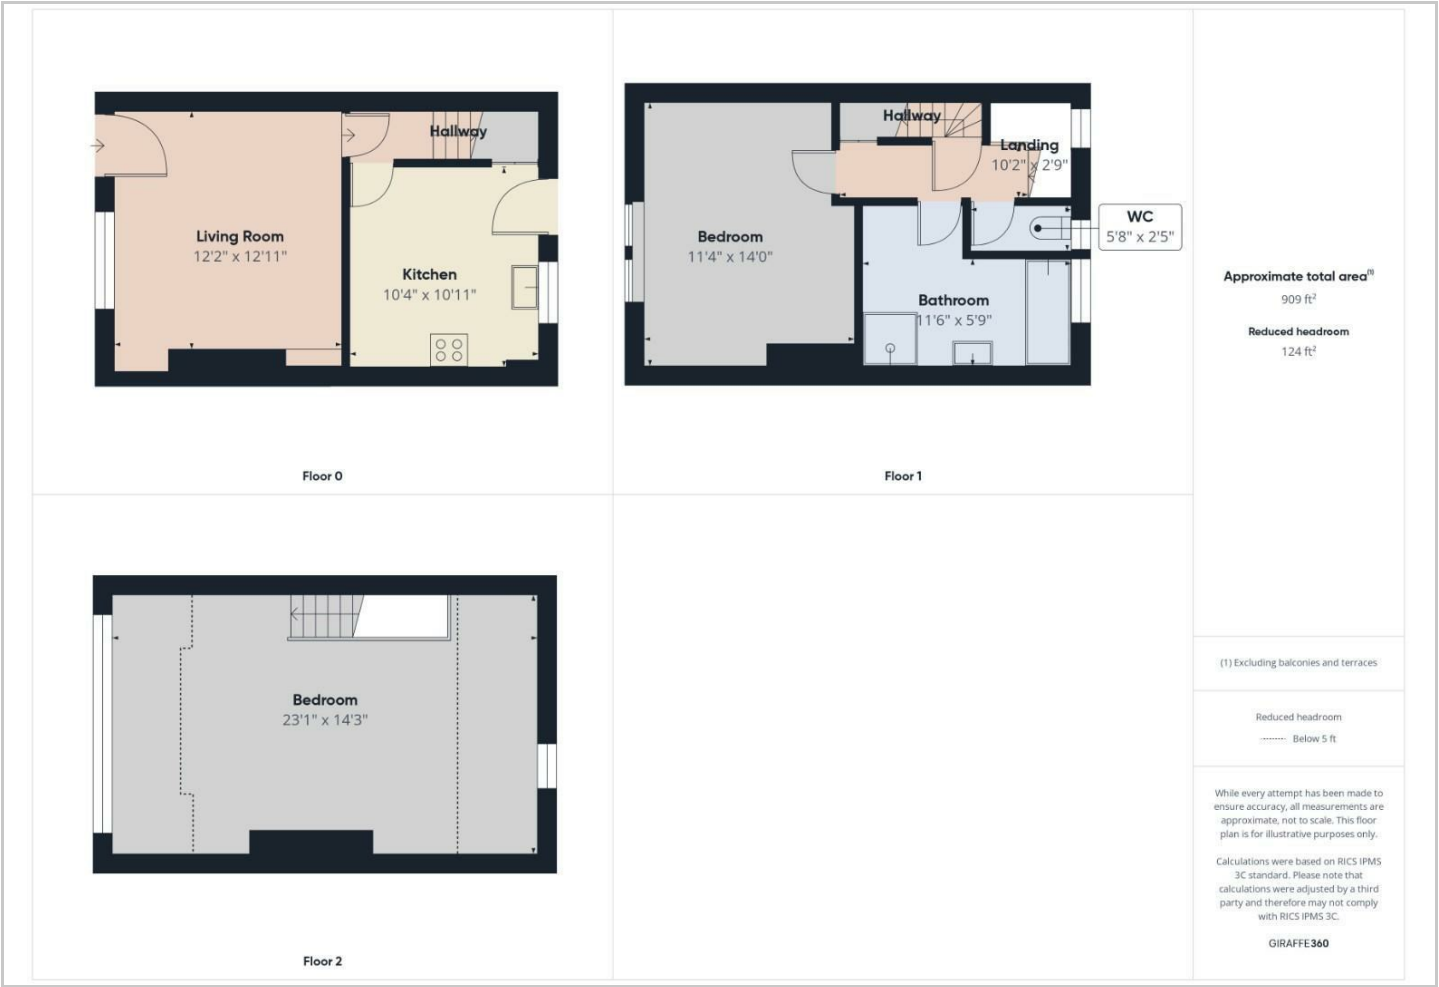 Hallway
Living Room
12'2" x 12'11"
Kitchen
10'4" x 10'11"
Floor 0
Hallway
Landing
10'2" x 2'9"
WC
5'8" x 2'5"
Bedroom
11'4" x 14'0"
Bathroom
11'6" x 5'9"
Floor 1
Bedroom
23'1" x 14'3"
Floor 2
Approximate total area(1)
909 ft²
Reduced headroom
124 ft²
(1) Excluding balconies and terraces
Reduced headroom
Below 5 ft
While every attempt has been made to
ensure accuracy, all measurements are
approximate, not to scale. This floor
plan is for illustrative purposes only.
Calculations were based on RICS IPMS
3C standard. Please note that
calculations were adjusted by a third
party and therefore may not comply
with RICS IPMS 3C.
GIRAFFE360